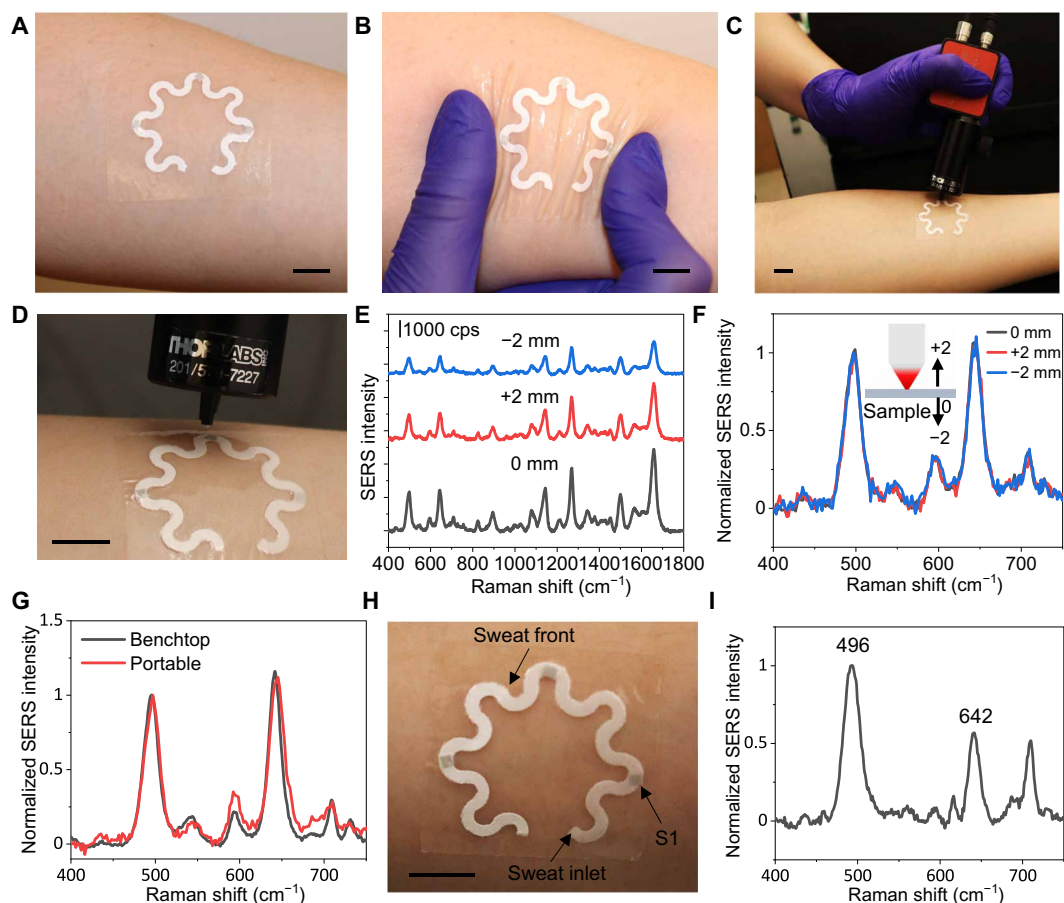 A
B
C
D
THORLABS
E
1000 cps
−2 mm
+2 mm
0 mm
SERS intensity
400 600 800 1000 1200 1400 1600 1800
Raman shift (cm−1)
F
0 mm
+2 mm
−2 mm
+2
0
Sample
−2
Normalized SERS intensity
1
0.5
0
400 500 600 700
Raman shift (cm−1)
G
Benchtop
Portable
Normalized SERS intensity
1.5
1
0.5
0
400 500 600 700
Raman shift (cm−1)
H
Sweat front
S1
Sweat inlet
I
496
642
Normalized SERS intensity
1
0.5
0
400 500 600 700
Raman shift (cm−1)